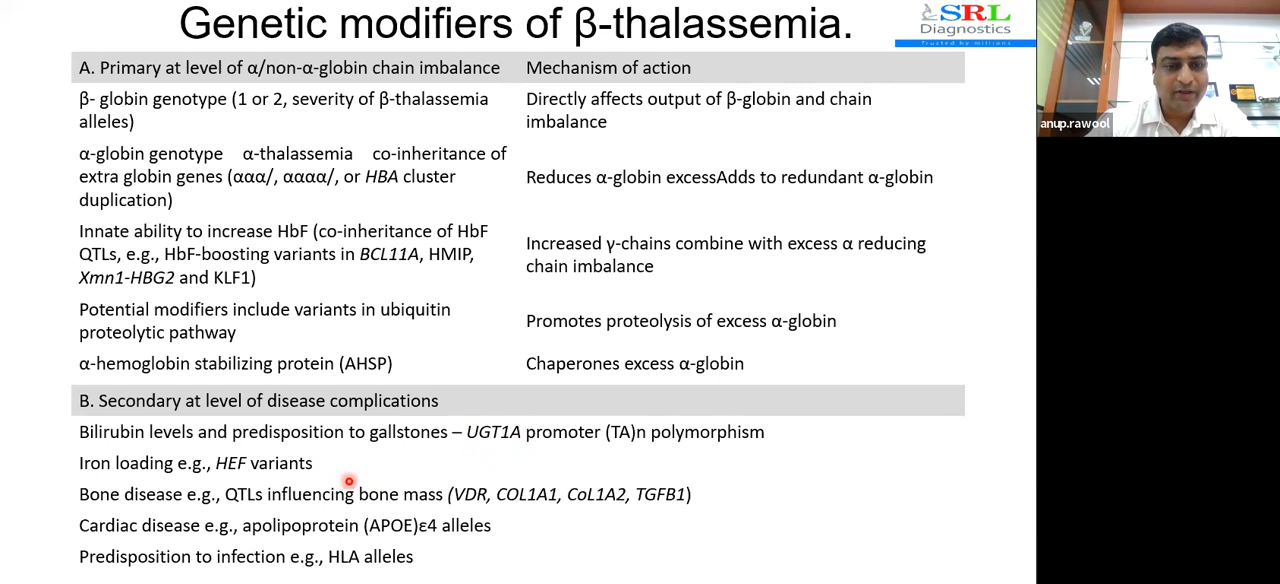 Genetic modifiers of β-thalassemia.
SRL
Diagnostics
Trusted by millions
anup.rawool
A. Primary at level of α/non-α-globin chain imbalance
Mechanism of action
β- globin genotype (1 or 2, severity of β-thalassemia
alleles)
Directly affects output of β-globin and chain
imbalance
α-globin genotype α-thalassemia co-inheritance of
extra globin genes (ααα/, αααα/, or HBA cluster
duplication)
Reduces α-globin excessAdds to redundant α-globin
Innate ability to increase HbF (co-inheritance of HbF
QTLs, e.g., HbF-boosting variants in BCL11A, HMIP,
Xmn1-HBG2 and KLF1)
Increased γ-chains combine with excess α reducing
chain imbalance
Potential modifiers include variants in ubiquitin
proteolytic pathway
Promotes proteolysis of excess α-globin
α-hemoglobin stabilizing protein (AHSP)
Chaperones excess α-globin
B. Secondary at level of disease complications
Bilirubin levels and predisposition to gallstones – UGT1A promoter (TA)n polymorphism
Iron loading e.g., HEF variants
Bone disease e.g., QTLs influencing bone mass (VDR, COL1A1, CoL1A2, TGFB1)
Cardiac disease e.g., apolipoprotein (APOE)ε4 alleles
Predisposition to infection e.g., HLA alleles